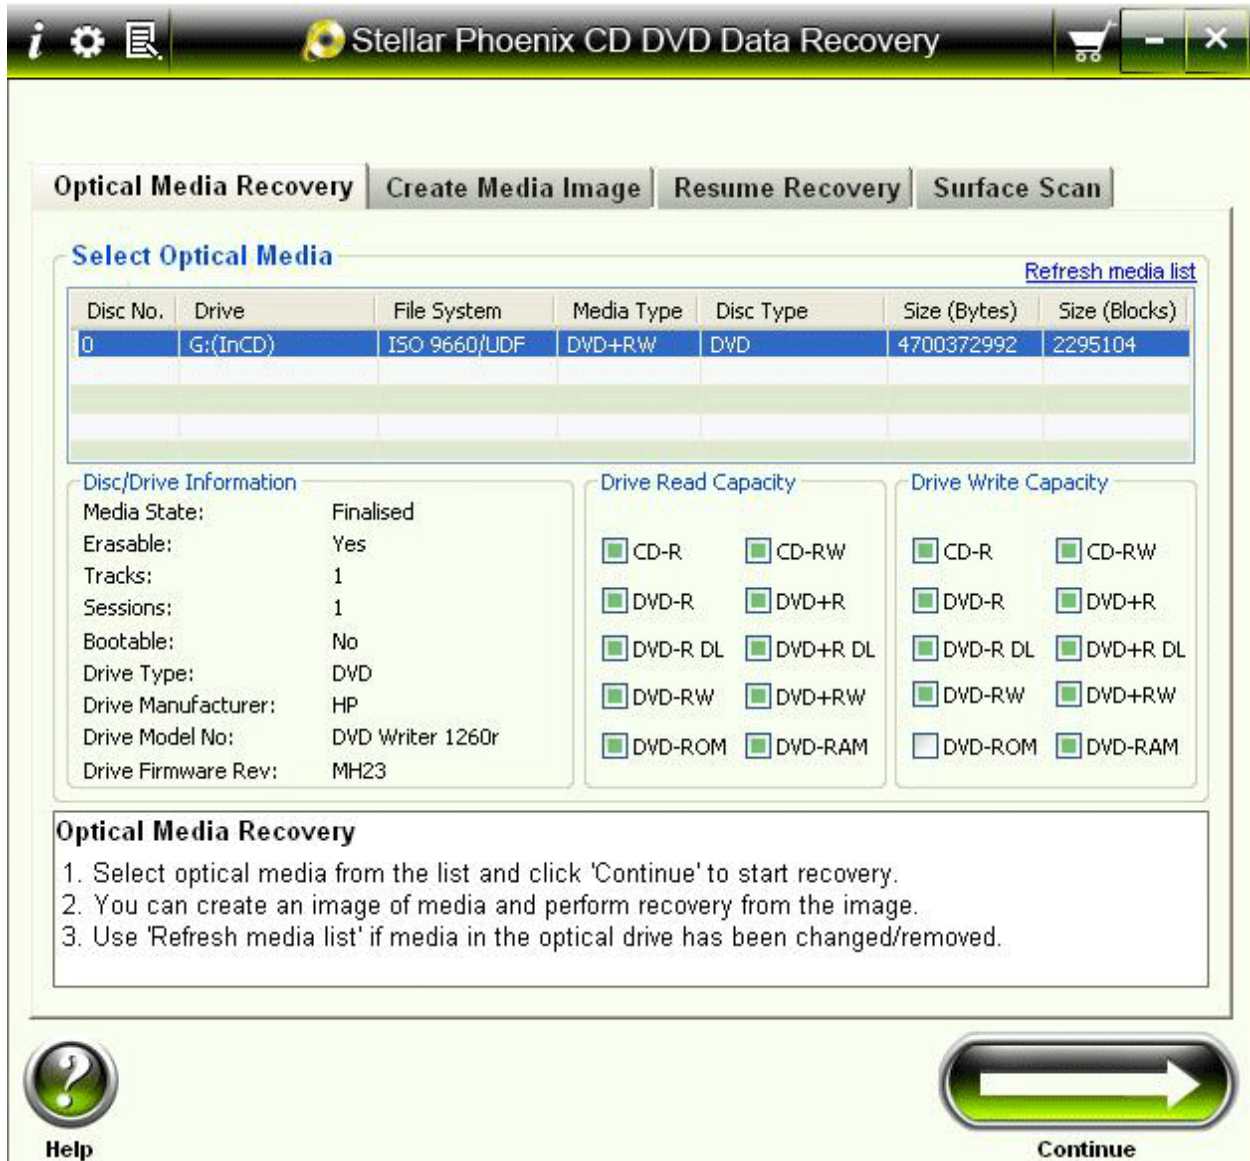 i Stellar Phoenix CD DVD Data Recovery
Optical Media Recovery Create Media Image Resume Recovery Surface Scan
Select Optical Media
Refresh media list
Disc No. Drive File System Media Type Disc Type Size (Bytes) Size (Blocks)
0 G:(InCD) ISO 9660/UDF DVD+RW DVD 4700372992 2295104
Disc/Drive Information
Media State: Finalised
Erasable: Yes
Tracks: 1
Sessions: 1
Bootable: No
Drive Type: DVD
Drive Manufacturer: HP
Drive Model No: DVD Writer 1260r
Drive Firmware Rev: MH23
Drive Read Capacity
CD-R CD-RW
DVD-R DVD+R
DVD-R DL DVD+R DL
DVD-RW DVD+RW
DVD-ROM DVD-RAM
Drive Write Capacity
CD-R CD-RW
DVD-R DVD+R
DVD-R DL DVD+R DL
DVD-RW DVD+RW
DVD-ROM DVD-RAM
Optical Media Recovery
1. Select optical media from the list and click 'Continue' to start recovery.
2. You can create an image of media and perform recovery from the image.
3. Use 'Refresh media list' if media in the optical drive has been changed/removed.
?
Help
Continue